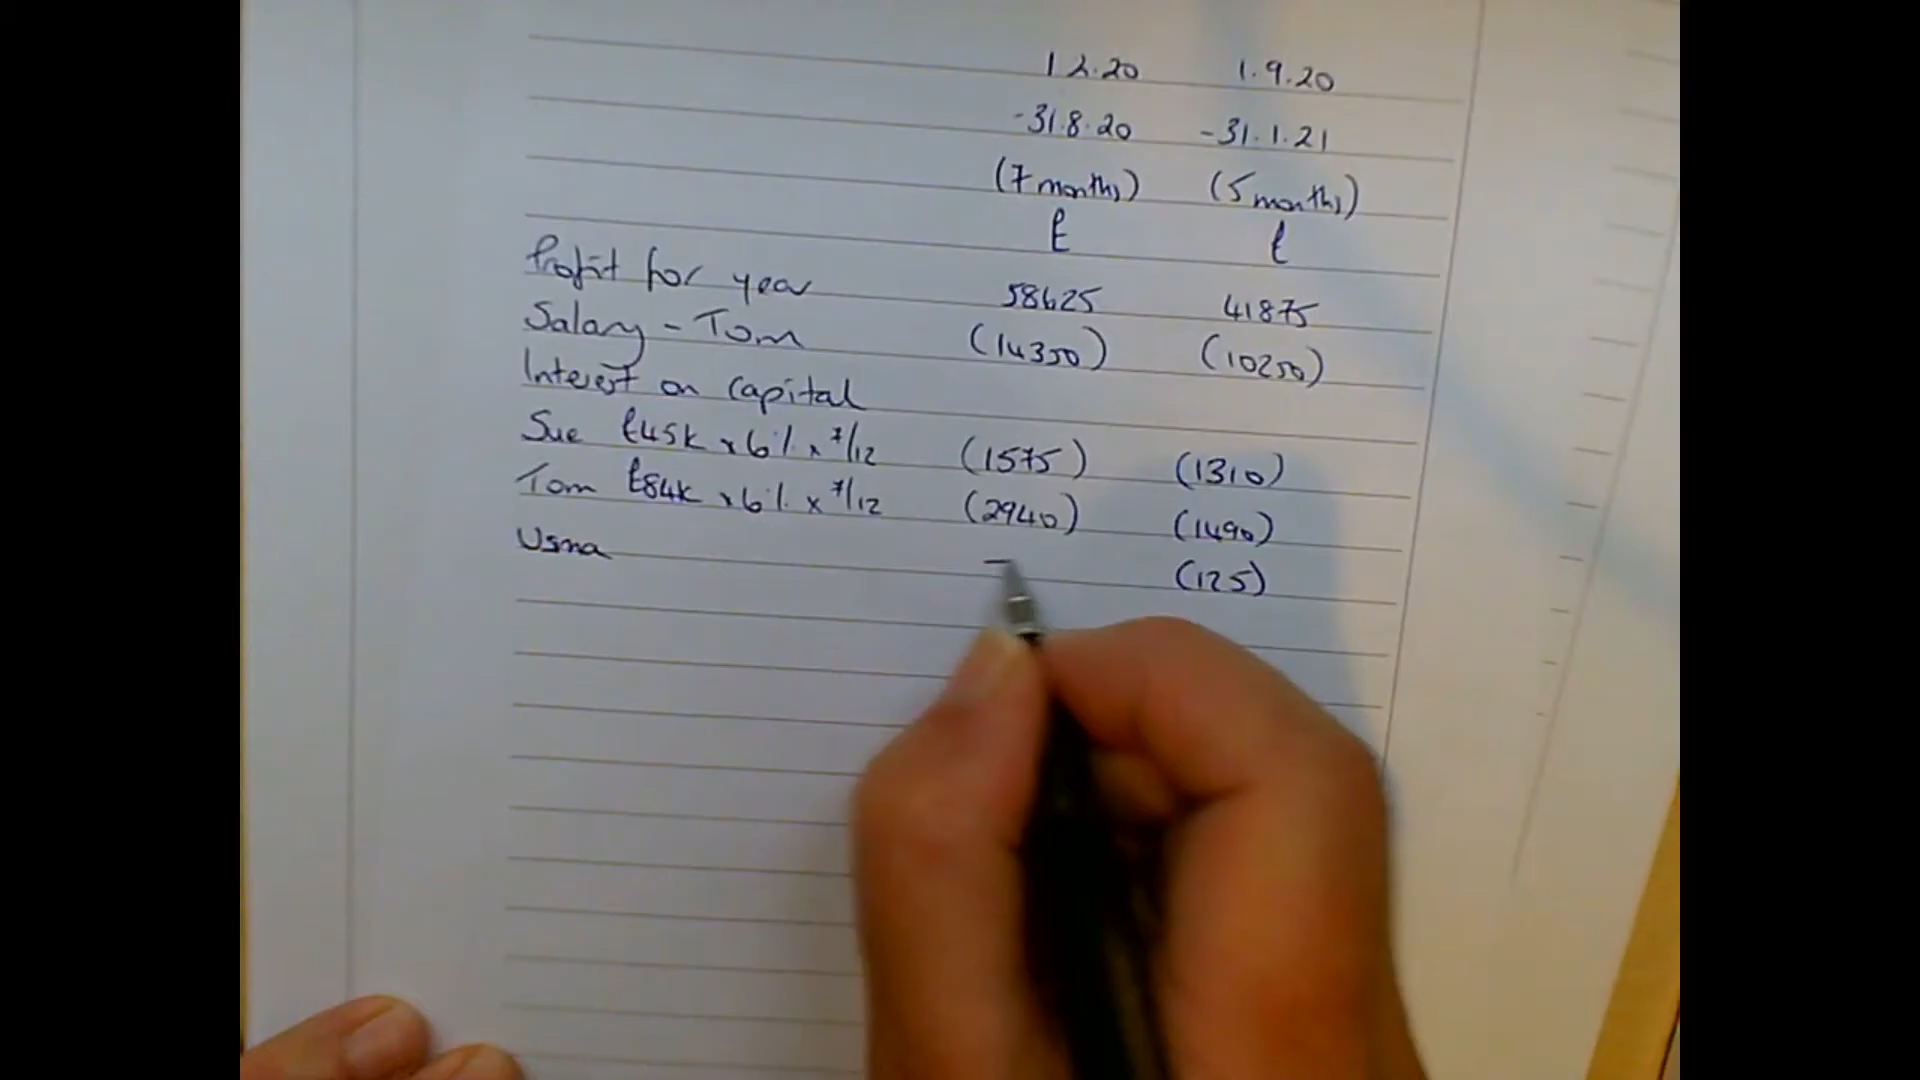 1.2.20 1.9.20
-31.8.20 -31.1.21
(7 months) (5 months)
£ £
Profit for year 58625 41875
Salary - Tom (14350) (10250)
Interest on capital
Sue £45k x 6% x 7/12 (1575) (1310)
Tom £84k x 6% x 7/12 (2940) (1490)
Usma - (125)